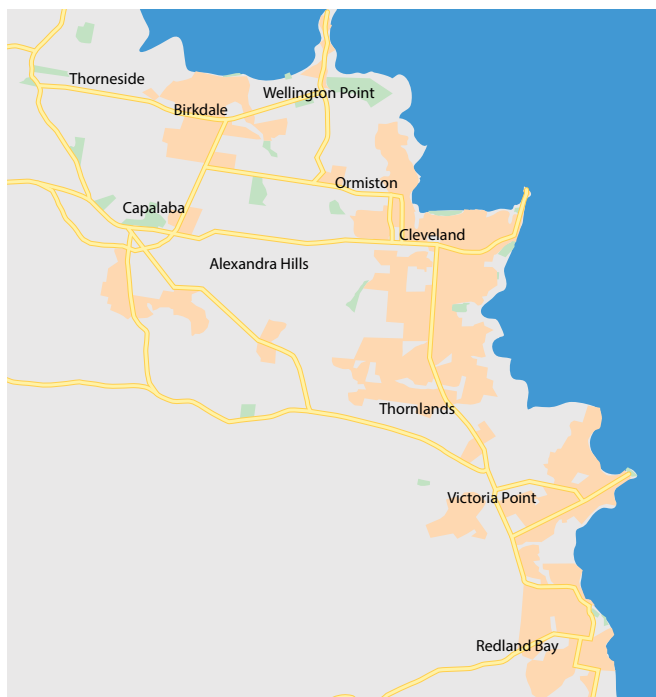 Thorneside
Wellington Point
Birkdale
Ormiston
Capalaba
Cleveland
Alexandra Hills
Thornlands
Victoria Point
Redland Bay